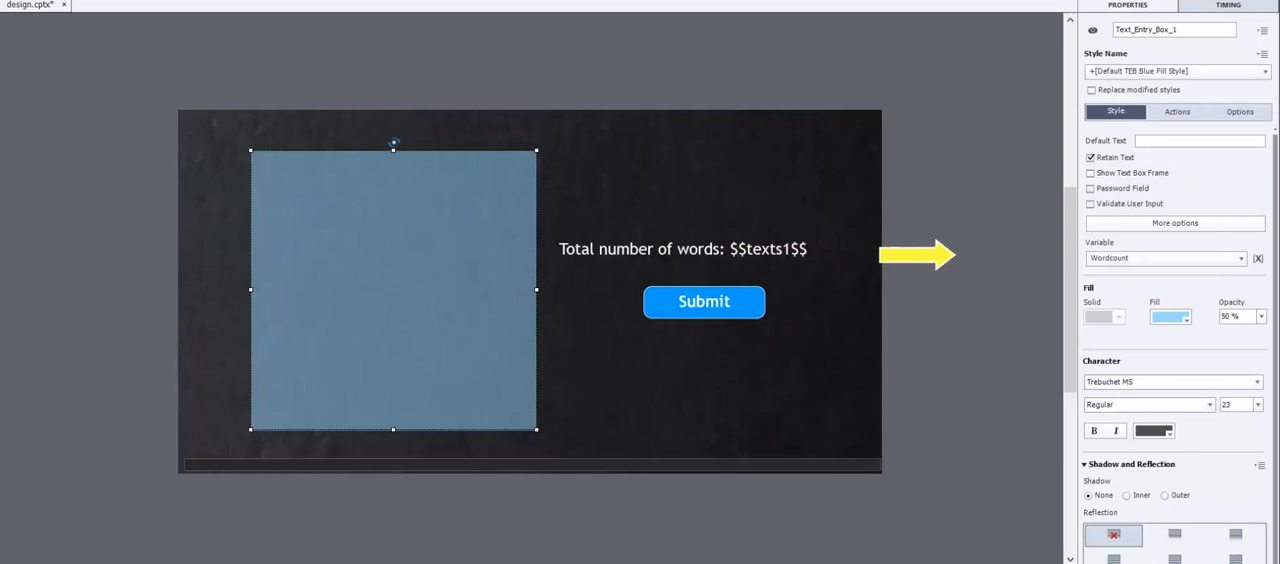 design.cptx*
×
PROPERTIES
TIMING
Text_Entry_Box_1
Style Name
+[Default TEB Blue Fill Style]
Replace modified styles
Style
Actions
Options
Default Text
Retain Text
Show Text Box Frame
Password Field
Validate User Input
More options
Variable
Wordcount
[X]
Fill
Solid
Fill
Opacity
50 %
Character
Trebuchet MS
Regular
23
B
I
Shadow and Reflection
Shadow
None
Inner
Outer
Reflection
Total number of words: $$texts1$$
Submit